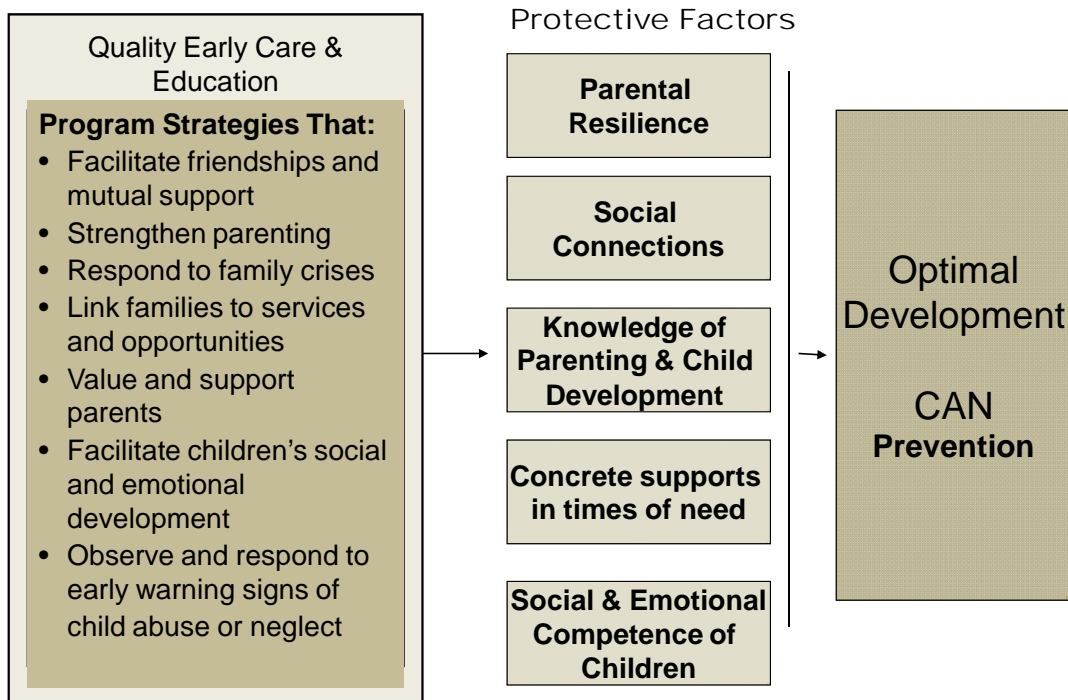 Quality Early Care &
Education
Program Strategies That:
• Facilitate friendships and
mutual support
• Strengthen parenting
• Respond to family crises
• Link families to services
and opportunities
• Value and support
parents
• Facilitate children’s social
and emotional
development
• Observe and respond to
early warning signs of
child abuse or neglect
Protective Factors
Parental
Resilience
Social
Connections
Knowledge of
Parenting & Child
Development
Concrete supports
in times of need
Social & Emotional
Competence of
Children
Optimal
Development
CAN
Prevention